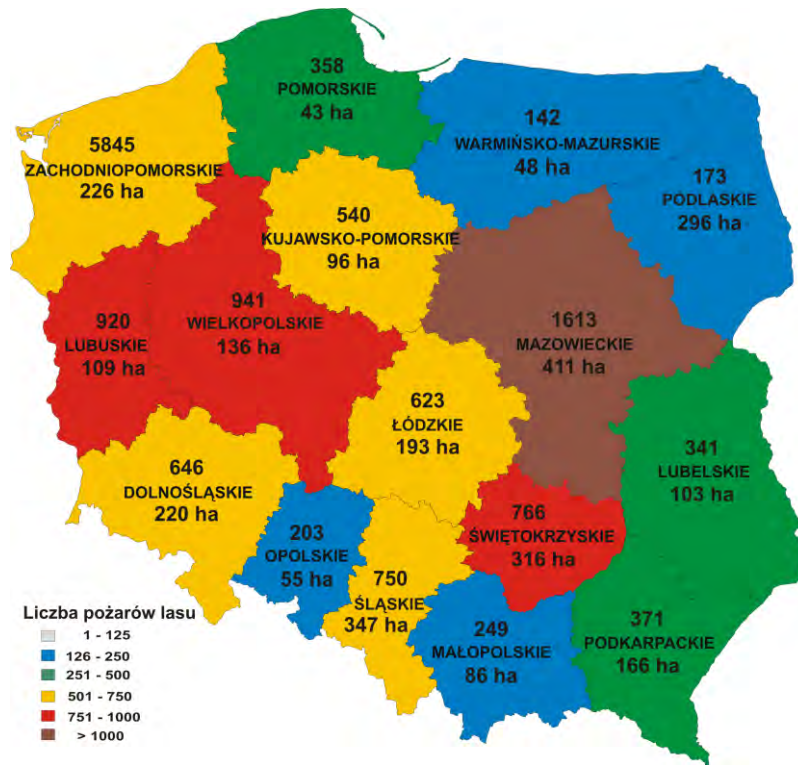 358
POMORSKIE
43 ha
142
WARMIŃSKO-MAZURSKIE
48 ha
5845
ZACHODNIOPOMORSKIE
226 ha
173
PODLASKIE
296 ha
540
KUJAWSKO-POMORSKIE
96 ha
941
WIELKOPOLSKIE
136 ha
920
LUBUSKIE
109 ha
1613
MAZOWIECKIE
411 ha
623
ŁÓDZKIE
193 ha
341
LUBELSKIE
103 ha
646
DOLNOŚLĄSKIE
220 ha
766
ŚWIĘTOKRZYSKIE
316 ha
203
OPOLSKIE
55 ha
750
ŚLĄSKIE
347 ha
249
MAŁOPOLSKIE
86 ha
371
PODKARPACKIE
166 ha
Liczba pożarów lasu
1 - 125
126 - 250
251 - 500
501 - 750
751 - 1000
> 1000